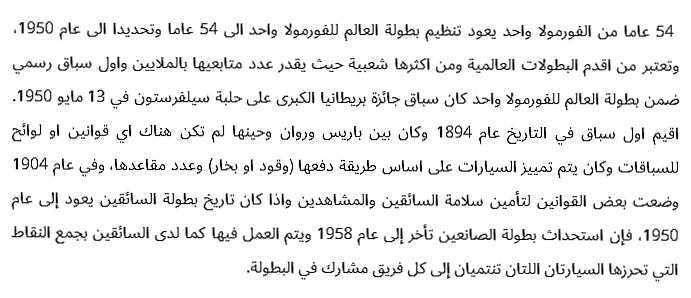 54 عاما من الفورمولا واحد يعود تنظيم بطولة العالم للفورمولا واحد الى 54 عاما وتحديدا الى عام 1950،
وتعتبر من اقدم البطولات العالمية ومن اكثرها شعبية حيث يقدر عدد متابعيها بالملايين واول سباق رسمي
ضمن بطولة العالم للفورمولا واحد كان سباق جائزة بريطانيا الكبرى على حلبة سيلفرستون في 13 مايو 1950.
اقيم اول سباق في التاريخ عام 1894 وكان بين باريس وروان وحينها لم تكن هناك اي قوانين او لوائح
للسباقات وكان يتم تمييز السيارات على اساس طريقة دفعها (وقود او بخار) وعدد مقاعدها، وفي عام 1904
وضعت بعض القوانين لتأمين سلامة السائقين والمشاهدين واذا كان تاريخ بطولة السائقين يعود إلى عام
1950، فإن استحداث بطولة الصانعين تأخر إلى عام 1958 ويتم العمل فيها كما لدى السائقين بجمع النقاط
التي تحرزها السيارتان اللتان تنتميان إلى كل فريق مشارك في البطولة.